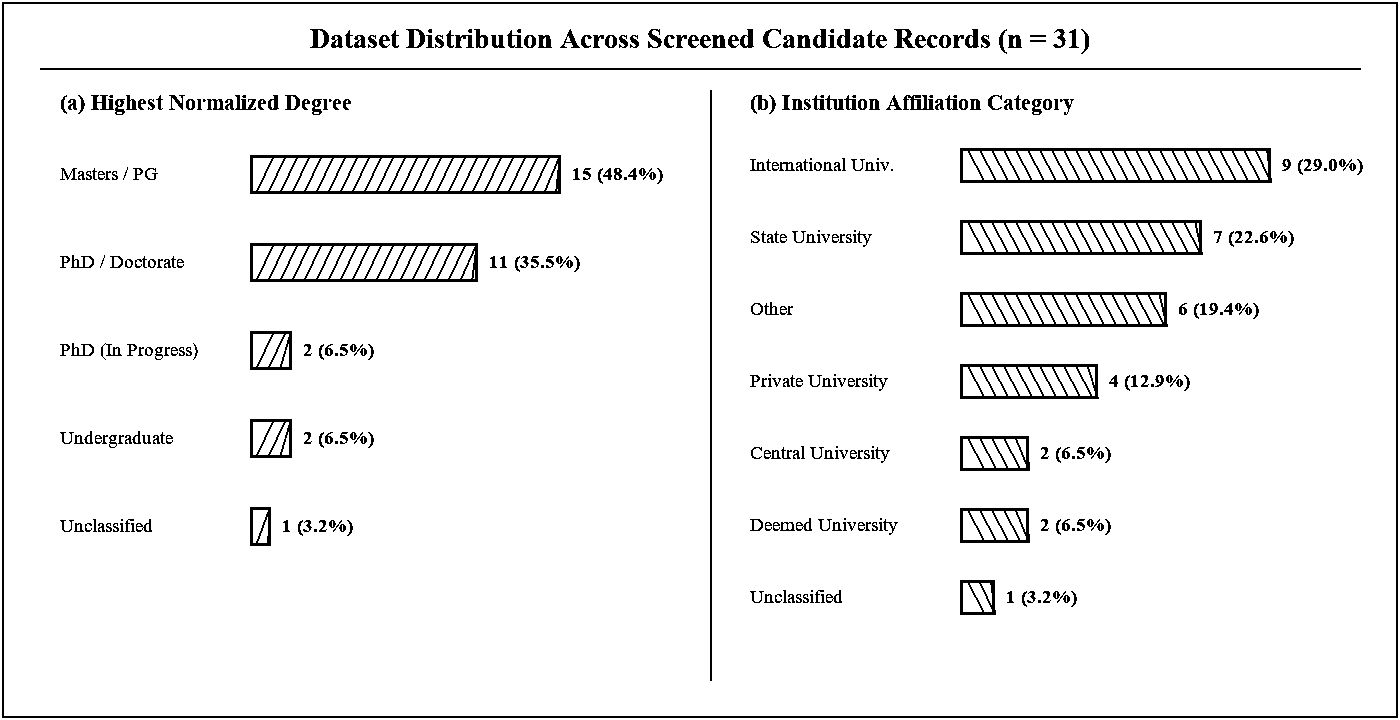 Dataset Distribution Across Screened Candidate Records (n = 31)
(a) Highest Normalized Degree
Masters / PG 15 (48.4%)
PhD / Doctorate 11 (35.5%)
PhD (In Progress) 2 (6.5%)
Undergraduate 2 (6.5%)
Unclassified 1 (3.2%)
(b) Institution Affiliation Category
International Univ. 9 (29.0%)
State University 7 (22.6%)
Other 6 (19.4%)
Private University 4 (12.9%)
Central University 2 (6.5%)
Deemed University 2 (6.5%)
Unclassified 1 (3.2%)